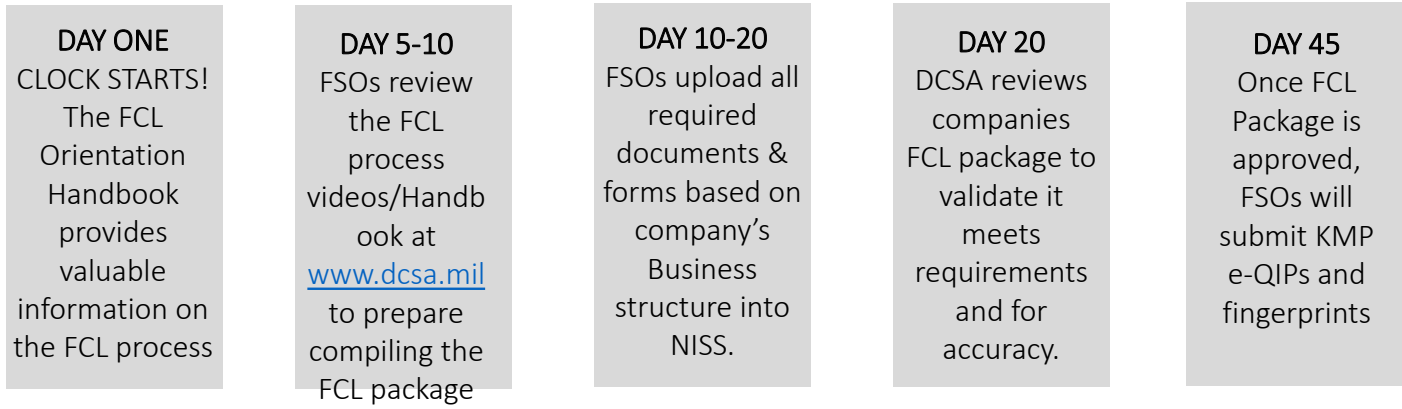 DAY ONE
CLOCK STARTS!
The FCL
Orientation
Handbook
provides
valuable
information on
the FCL process
DAY 5-10
FSOs review
the FCL
process
videos/Handb
ook at
www.dcsa.mil
to prepare
compiling the
FCL package
DAY 10-20
FSOs upload all
required
documents &
forms based on
company’s
Business
structure into
NISS.
DAY 20
DCSA reviews
companies
FCL package to
validate it
meets
requirements
and for
accuracy.
DAY 45
Once FCL
Package is
approved,
FSOs will
submit KMP
e-QIPs and
fingerprints